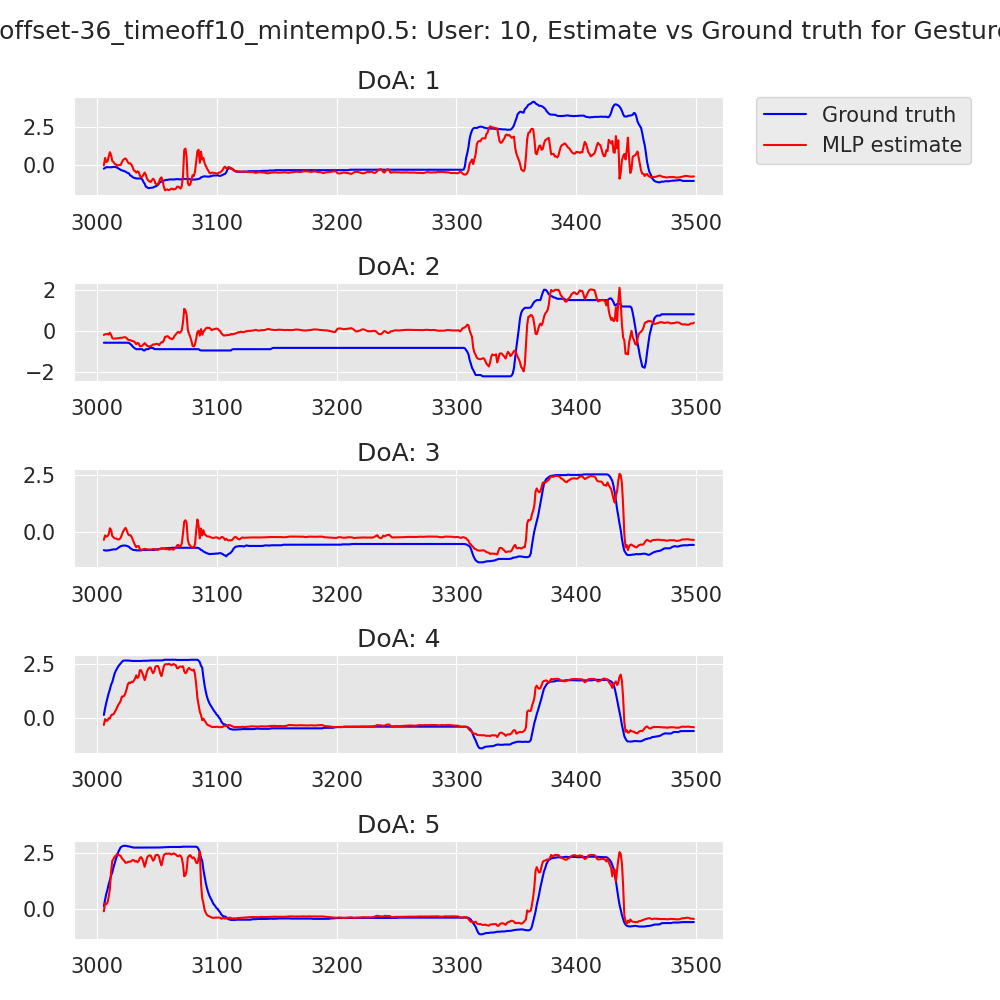 offset-36_timeoff10_mintemp0.5: User: 10, Estimate vs Ground truth for Gesture
DoA: 1
Ground truth
MLP estimate
2.5
0.0
3000 3100 3200 3300 3400 3500
DoA: 2
2
0
−2
3000 3100 3200 3300 3400 3500
DoA: 3
2.5
0.0
3000 3100 3200 3300 3400 3500
DoA: 4
2.5
0.0
3000 3100 3200 3300 3400 3500
DoA: 5
2.5
0.0
3000 3100 3200 3300 3400 3500